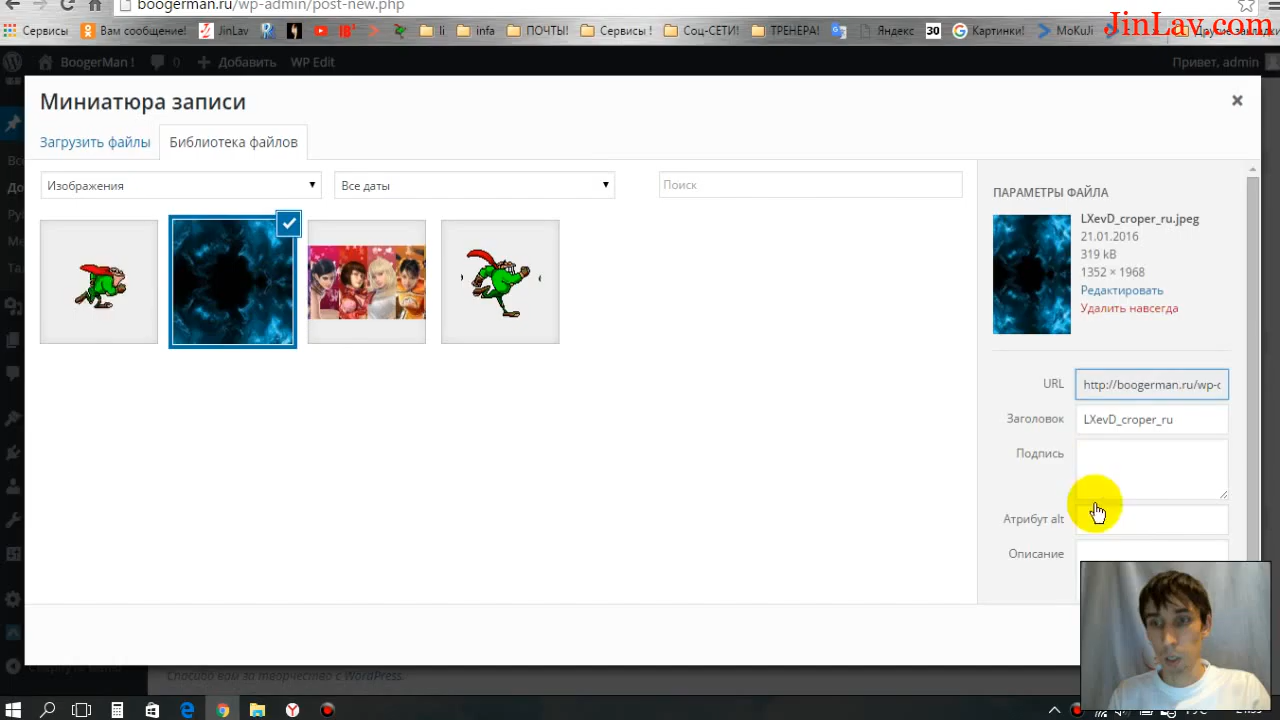 boogerman.ru/wp-admin/post-new.php
JinLav.com
Сервисы
Вам сообщение!
JinLav
li
infa
ПОЧТЫ!
Сервисы !
Соц-СЕТИ!
ТРЕНЕРА!
Яндекс
30
Картинки!
MoKuJi
Другие закладки
BoogerMan !
0
Добавить
WP Edit
Привет, admin
Миниатюра записи
Загрузить файлы
Библиотека файлов
Изображения
Все даты
Поиск
ПАРАМЕТРЫ ФАЙЛА
LXevD_croper_ru.jpeg
21.01.2016
319 kB
1352 × 1968
Редактировать
Удалить навсегда
URL
http://boogerman.ru/wp-c
Заголовок
LXevD_croper_ru
Подпись
Атрибут alt
Описание
Спасибо вам за творчество с WordPress.